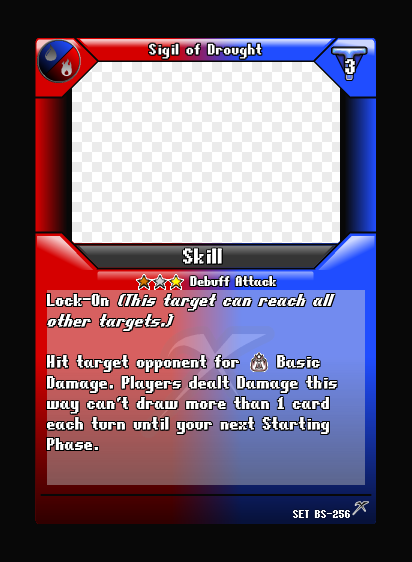 Sigil of Drought
3
Skill
Debuff Attack
Lock-On (This target can reach all
other targets.)
Hit target opponent for Basic
Damage. Players dealt Damage this
way can't draw more than 1 card
each turn until your next Starting
Phase.
SET BS-256